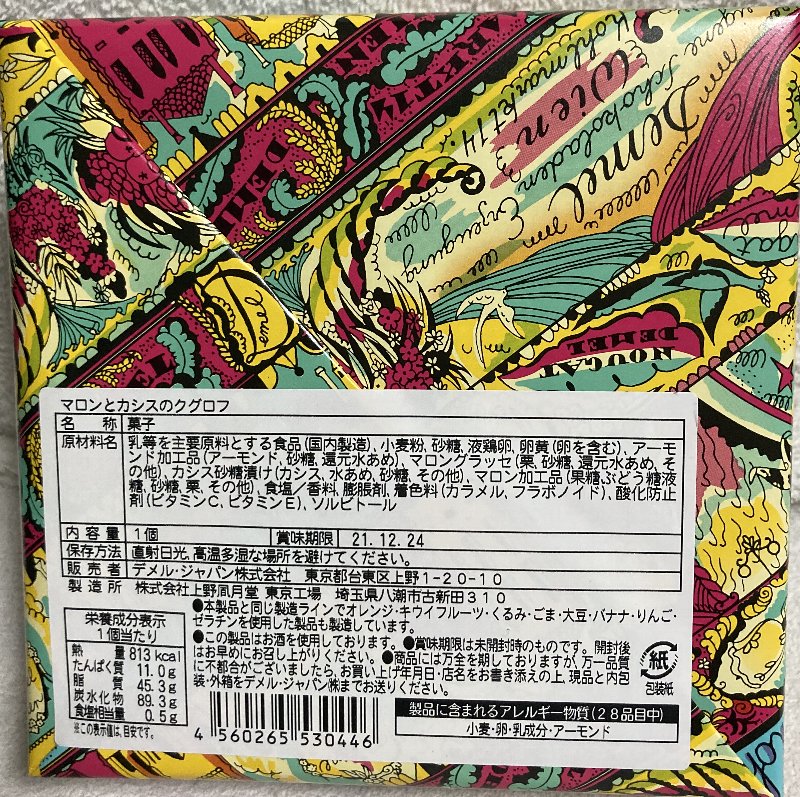 Demel
Wien
Kohlmarkt 14.
NOUGAT
DEMEL
マロンとカシスのクグロフ
名 称 菓子
原材料名 乳等を主要原料とする食品(国内製造)、小麦粉、砂糖、液鶏卵、卵黄(卵を含む)、アーモ
ンド加工品(アーモンド、砂糖、還元水あめ)、マロングラッセ(栗、砂糖、還元水あめ、そ
の他)、カシス砂糖漬け(カシス、水あめ、砂糖、その他)、マロン加工品(果糖ぶどう糖液
糖、砂糖、栗、その他)、食塩/香料、膨脹剤、着色料(カラメル、フラボノイド)、酸化防止
剤(ビタミンC、ビタミンE)、ソルビトール
内 容 量 1個 賞味期限 21.12.24
保存方法 直射日光、高温多湿な場所を避けてください。
販 売 者 デメル・ジャパン株式会社 東京都台東区上野1-20-10
製 造 所 株式会社上野凮月堂 東京工場 埼玉県八潮市古新田310
栄養成分表示
1個当たり
熱 量 813 kcal
たんぱく質 11.0g
脂 質 45.3g
炭水化物 89.3g
食塩相当量 0.5g
※この表示値は、目安です。
●本製品と同じ製造ラインでオレンジ・キウイフルーツ・くるみ・ごま・大豆・バナナ・りんご・
ゼラチンを使用した製品も製造しています。
●この製品はお酒を使用しております。●賞味期限は未開封時のものです。開封後
はお早めにお召し上がりください。●商品には万全を期しておりますが、万一品質
に不都合がございましたら、お買い上げ年月日・店名をお書き添えの上、現品と内包
装・外箱をデメル・ジャパン㈱までお送りください。
紙
包装紙
4 560265 530446
製品に含まれるアレルギー物質(28品目中)
小麦・卵・乳成分・アーモンド